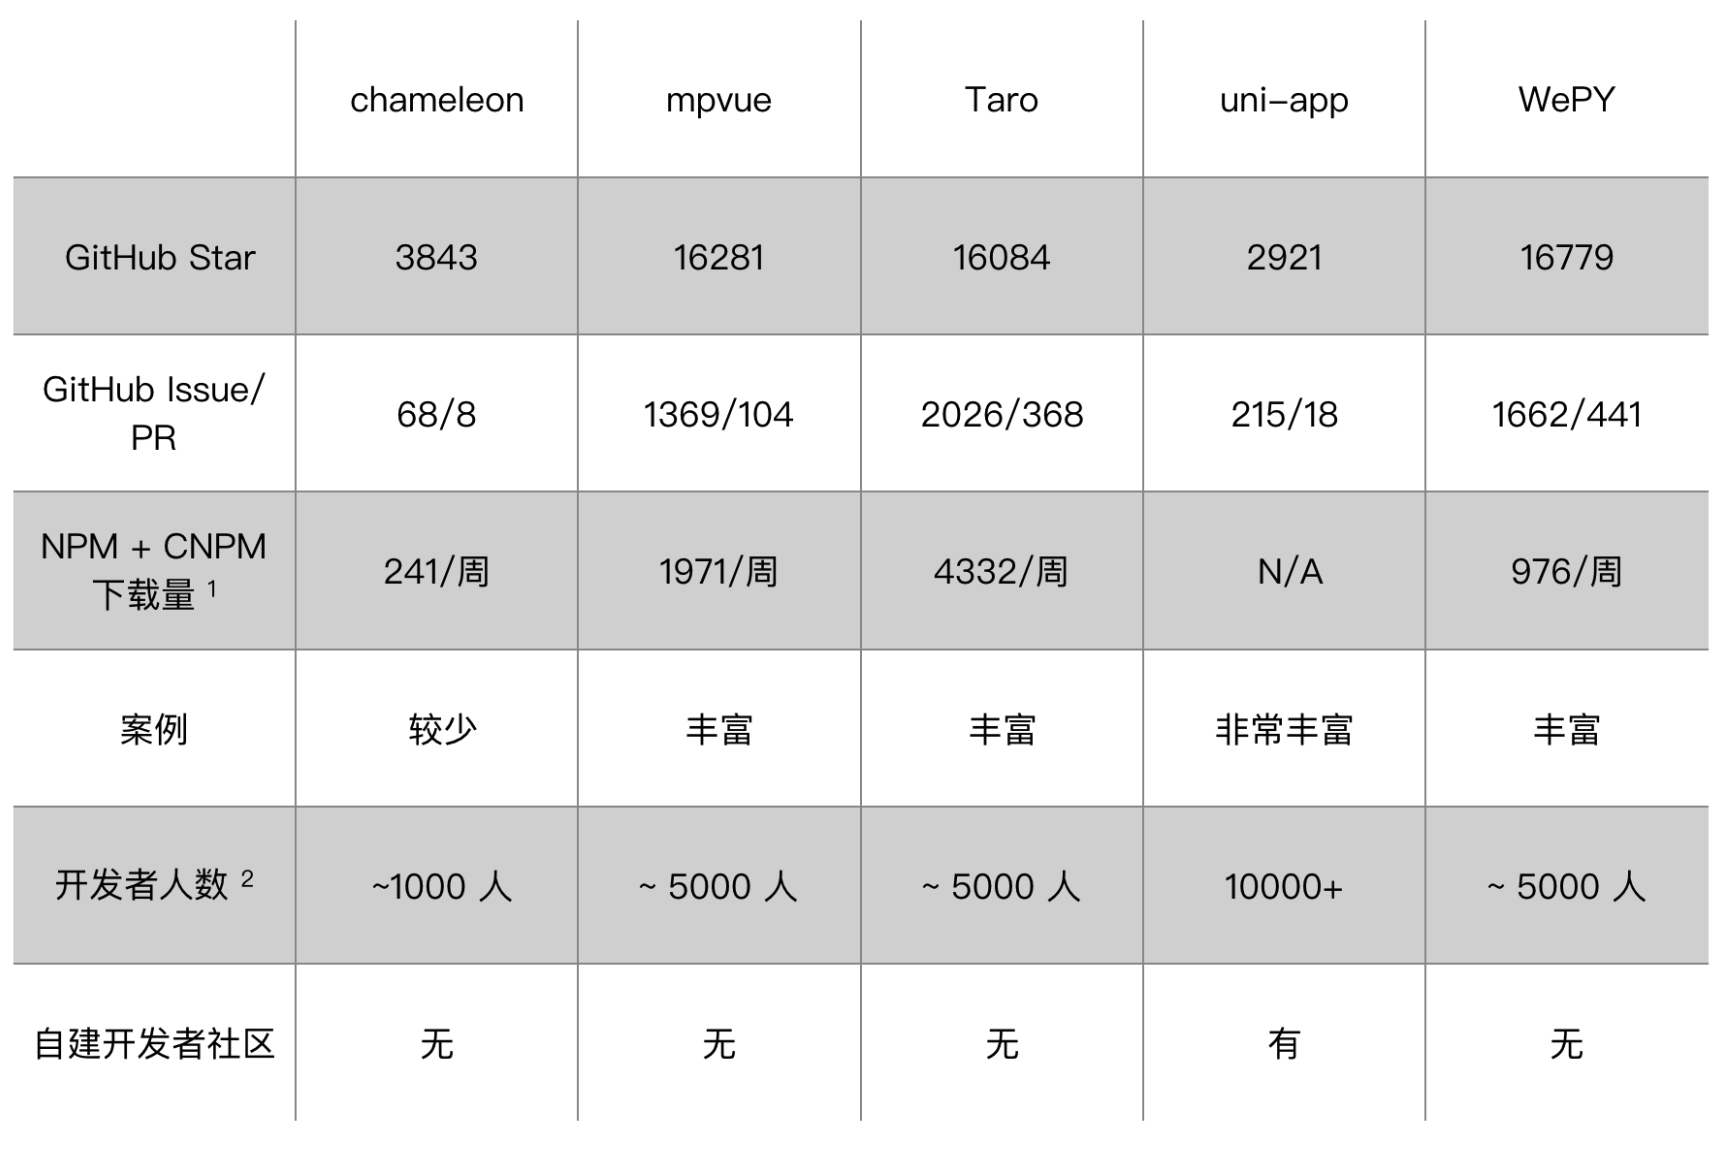 chameleon mpvue Taro uni-app WePY
GitHub Star 3843 16281 16084 2921 16779
GitHub Issue/
PR 68/8 1369/104 2026/368 215/18 1662/441
NPM + CNPM
下载量 1 241/周 1971/周 4332/周 N/A 976/周
案例 较少 丰富 丰富 非常丰富 丰富
开发者人数 2 ~1000 人 ~ 5000 人 ~ 5000 人 10000+ ~ 5000 人
自建开发者社区 无 无 无 有 无